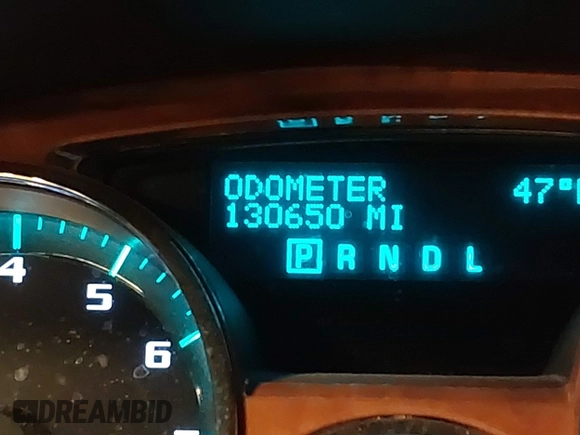 ODOMETER 47°
130650 MI
P R N D L
4
5
6
DREAMBID